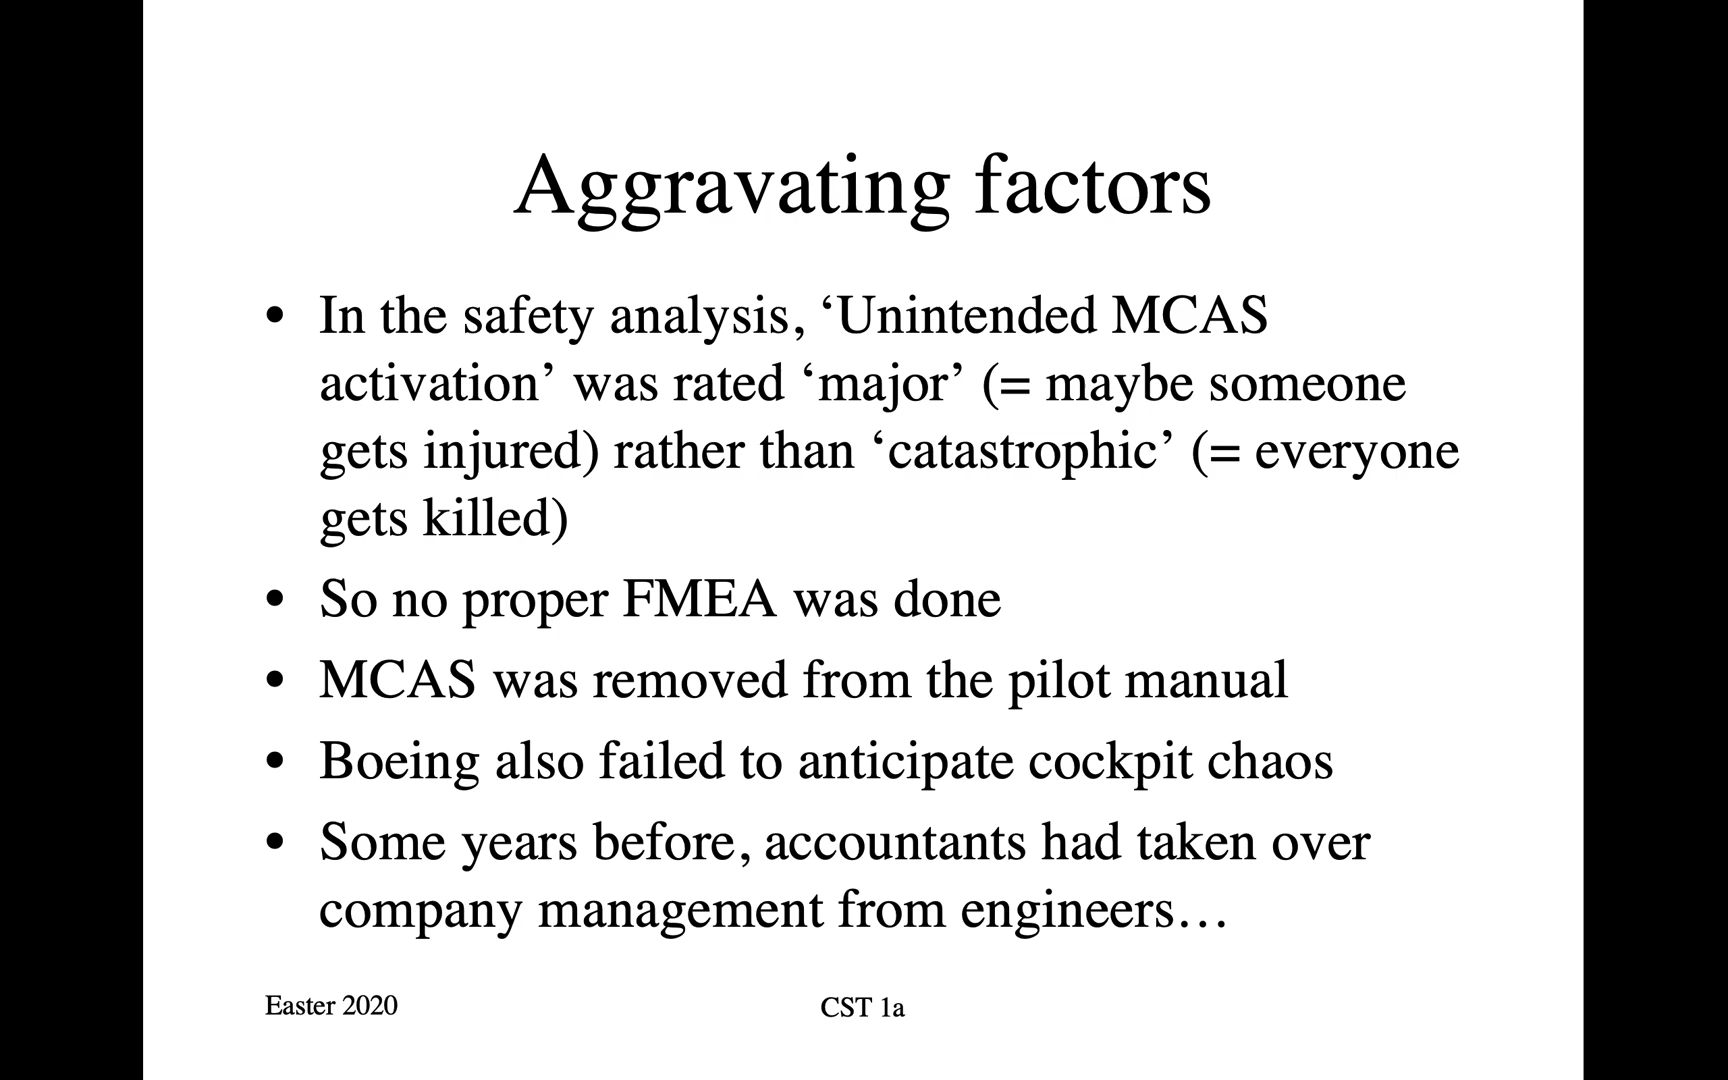 Aggravating factors
• In the safety analysis, ‘Unintended MCAS
activation’ was rated ‘major’ (= maybe someone
gets injured) rather than ‘catastrophic’ (= everyone
gets killed)
• So no proper FMEA was done
• MCAS was removed from the pilot manual
• Boeing also failed to anticipate cockpit chaos
• Some years before, accountants had taken over
company management from engineers…
Easter 2020
CST 1a